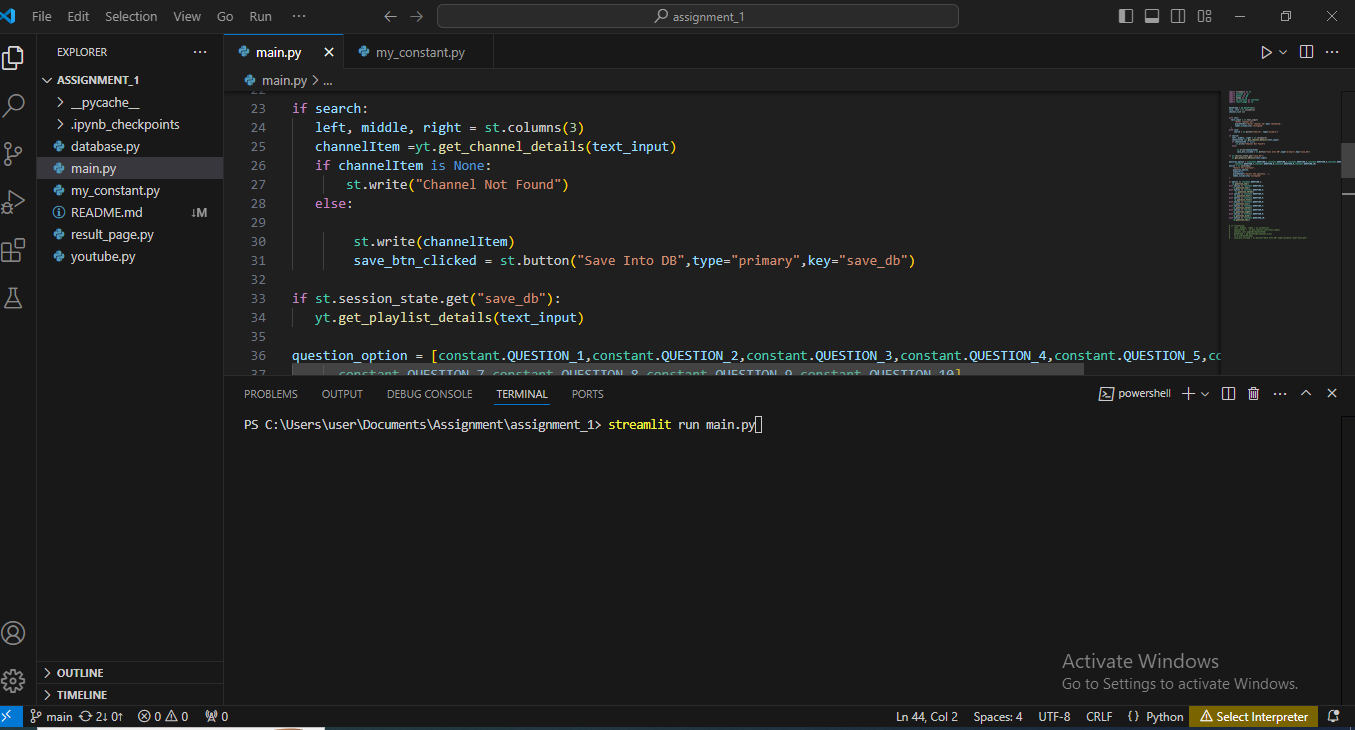 File Edit Selection View Go Run ··· assignment_1
EXPLORER ···
ASSIGNMENT_1
__pycache__
.ipynb_checkpoints
database.py
main.py
my_constant.py
README.md ↓M
result_page.py
youtube.py
OUTLINE
TIMELINE
main.py my_constant.py
main.py > ...
22
23 if search:
24 left, middle, right = st.columns(3)
25 channelItem =yt.get_channel_details(text_input)
26 if channelItem is None:
27 st.write("Channel Not Found")
28 else:
29
30 st.write(channelItem)
31 save_btn_clicked = st.button("Save Into DB",type="primary",key="save_db")
32
33 if st.session_state.get("save_db"):
34 yt.get_playlist_details(text_input)
35
36 question_option = [constant.QUESTION_1,constant.QUESTION_2,constant.QUESTION_3,constant.QUESTION_4,constant.QUESTION_5,co
37 constant.QUESTION_7,constant.QUESTION_8,constant.QUESTION_9,constant.QUESTION_10]
PROBLEMS OUTPUT DEBUG CONSOLE TERMINAL PORTS powershell
PS C:\Users\user\Documents\Assignment\assignment_1> streamlit run main.py
Activate Windows
Go to Settings to activate Windows.
main 2↓ 0↑ 0 0 0 Ln 44, Col 2 Spaces: 4 UTF-8 CRLF {} Python Select Interpreter